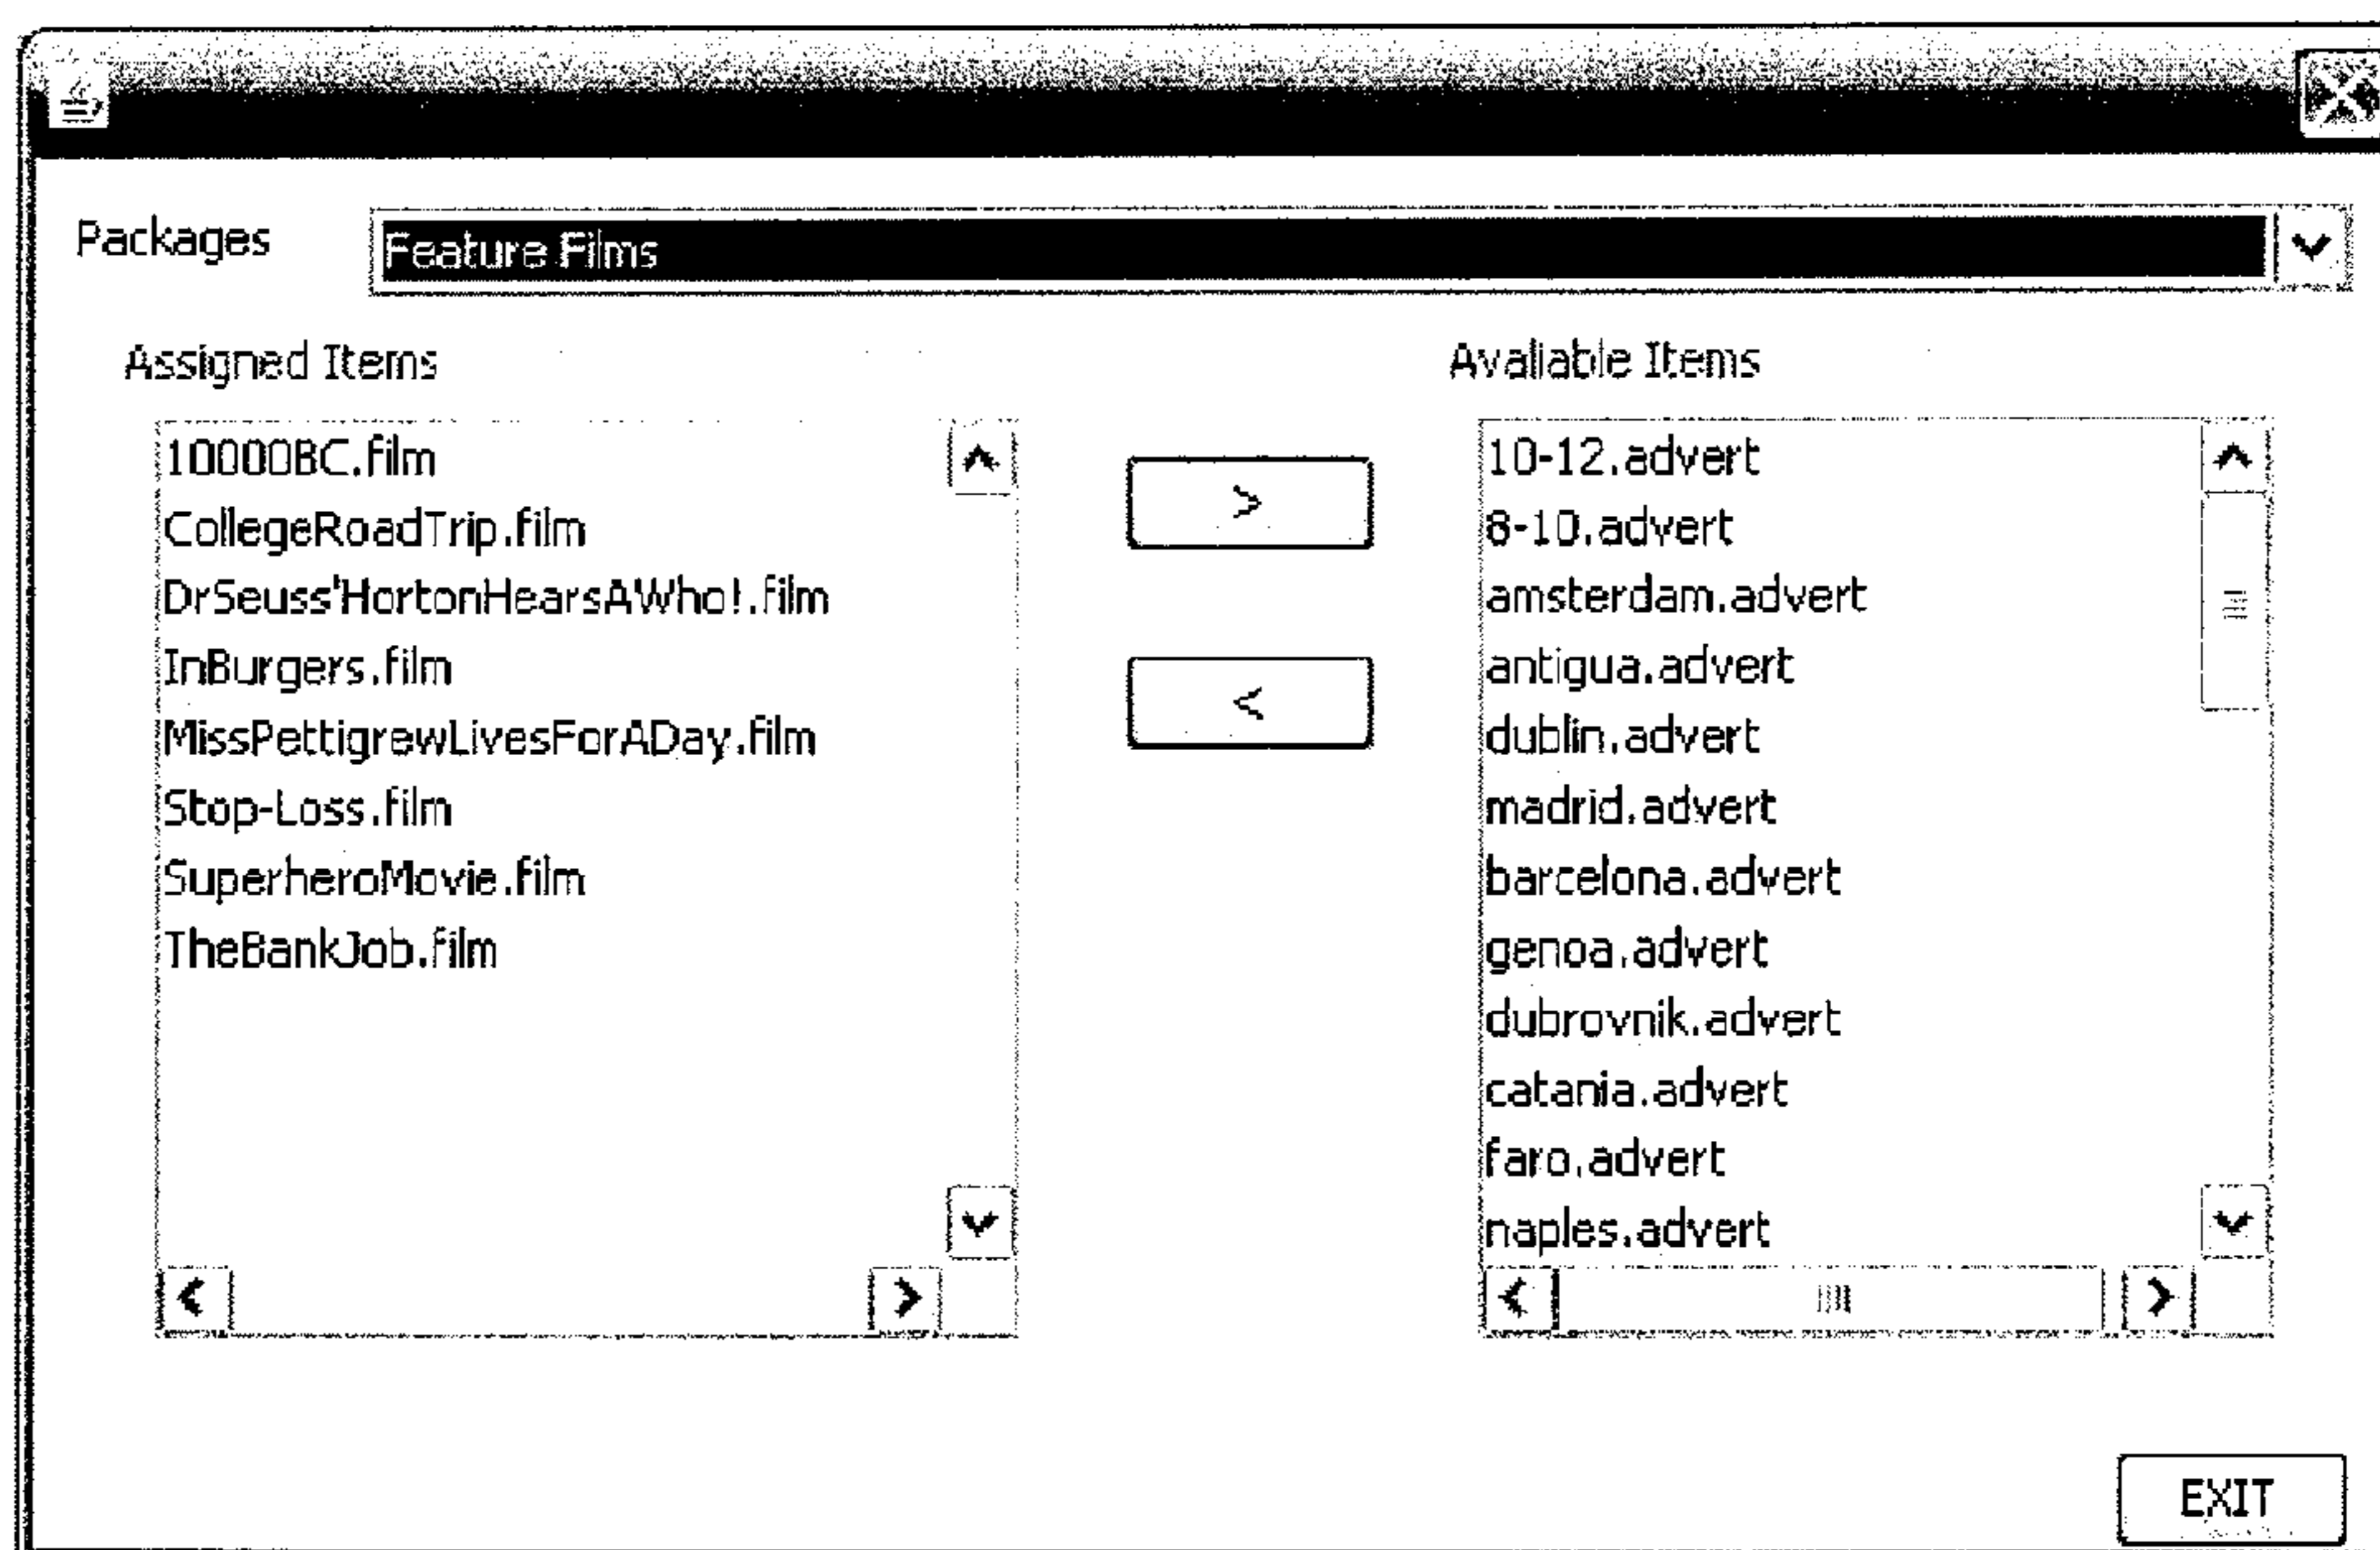 Packages
Feature Films
Assigned Items
10000BC.film
CollegeRoadTrip.film
DrSeuss'HortonHearsAWho!.film
InBurgers.film
MissPettigrewLivesForADay.film
Stop-Loss.film
SuperheroMovie.film
TheBankJob.film
>
<
Avaliable Items
10-12.advert
8-10.advert
amsterdam.advert
antigua.advert
dublin.advert
madrid.advert
barcelona.advert
genoa.advert
dubrovnik.advert
catania.advert
faro.advert
naples.advert
EXIT